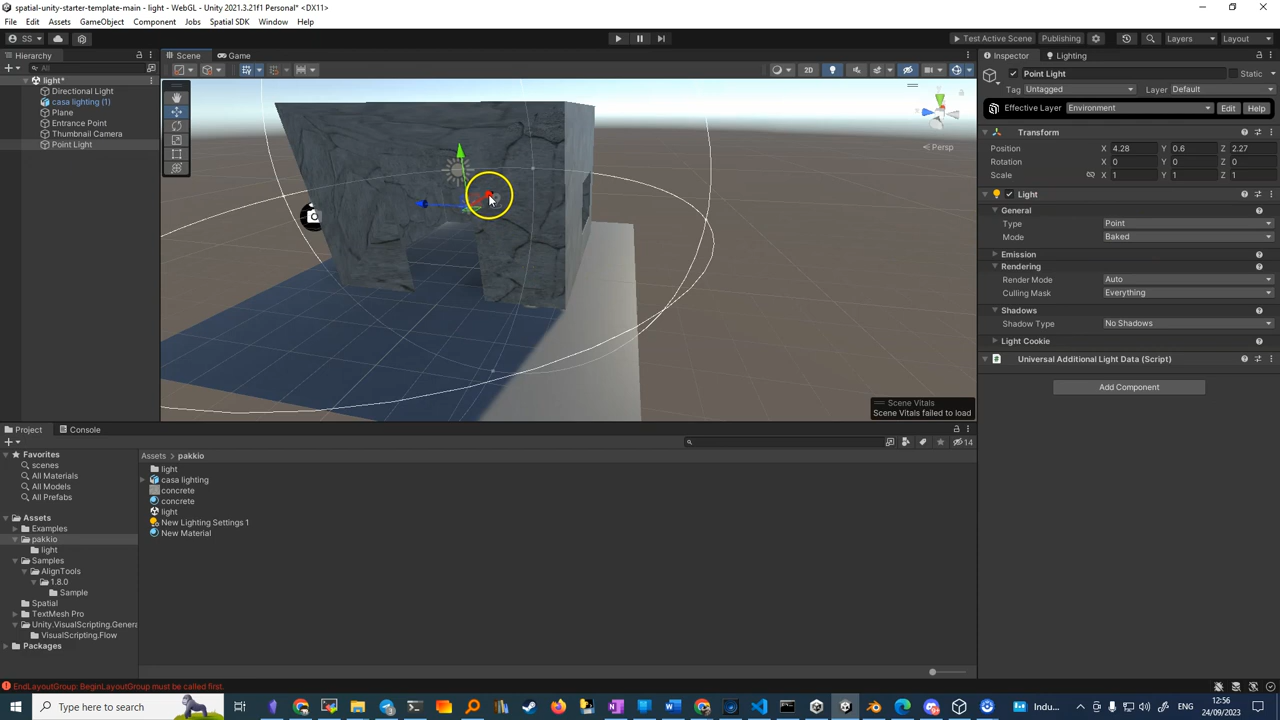 spatial-unity-starter-template-main - light - WebGL - Unity 2021.3.21f1 Personal* <DX11>
File Edit Assets GameObject Component Jobs Spatial SDK Window Help
SS Test Active Scene Publishing Layers Layout
Hierarchy Scene Game Inspector Lighting
All 2D
light*
Directional Light
casa lighting (1)
Plane
Entrance Point
Thumbnail Camera
Point Light
Persp
Scene Vitals
Scene Vitals failed to load
Point Light Static
Tag Untagged Layer Default
Effective Layer Environment Edit Help
Transform
Position X 4.28 Y 0.6 Z 2.27
Rotation X 0 Y 0 Z 0
Scale X 1 Y 1 Z 1
Light
General
Type Point
Mode Baked
Emission
Rendering
Render Mode Auto
Culling Mask Everything
Shadows
Shadow Type No Shadows
Light Cookie
Universal Additional Light Data (Script)
Add Component
Project Console
14
Favorites
scenes
All Materials
All Models
All Prefabs
Assets
Examples
pakkio
light
Samples
AlignTools
1.8.0
Sample
Spatial
TextMesh Pro
Unity.VisualScripting.Genera
VisualScripting.Flow
Packages
Assets > pakkio
light
casa lighting
concrete
concrete
light
New Lighting Settings 1
New Material
EndLayoutGroup: BeginLayoutGroup must be called first.
Type here to search
Indu
12:56
24/09/2023